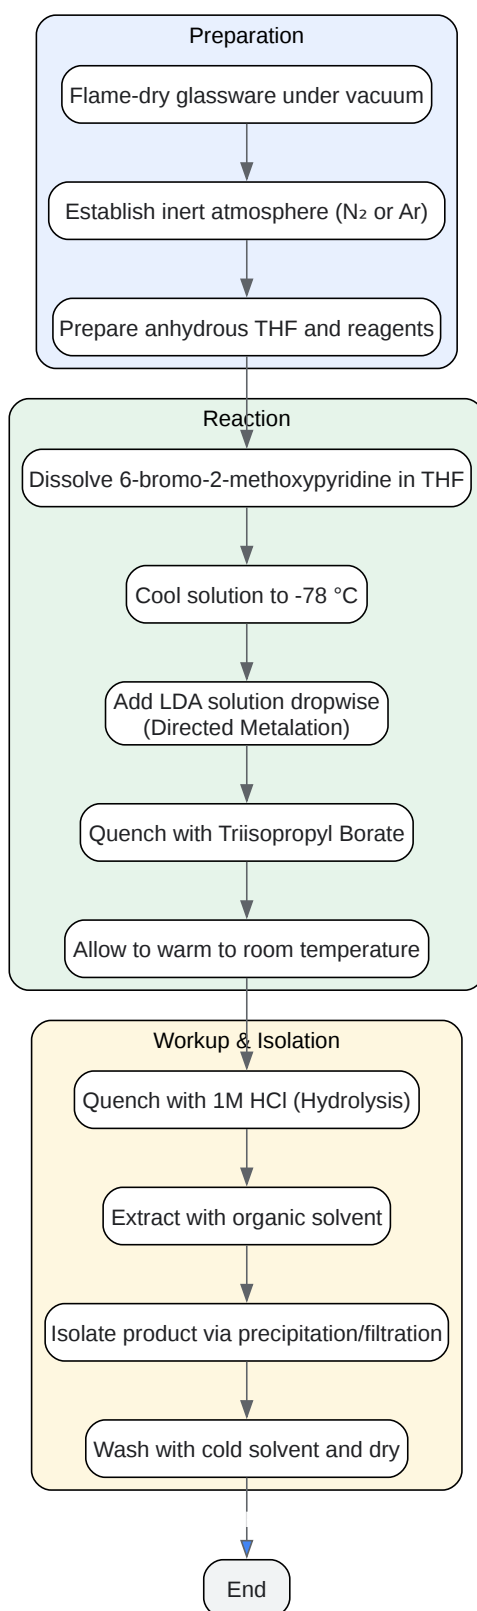 Preparation
Flame-dry glassware under vacuum
Establish inert atmosphere (N₂ or Ar)
Prepare anhydrous THF and reagents
Reaction
Dissolve 6-bromo-2-methoxypyridine in THF
Cool solution to -78 °C
Add LDA solution dropwise
(Directed Metalation)
Quench with Triisopropyl Borate
Allow to warm to room temperature
Workup & Isolation
Quench with 1M HCl (Hydrolysis)
Extract with organic solvent
Isolate product via precipitation/filtration
Wash with cold solvent and dry
End